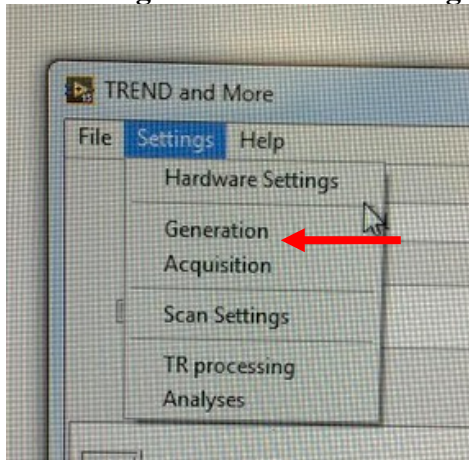 TREND and More
File Settings Help
Hardware Settings
Generation
Acquisition
Scan Settings
TR processing
Analyses